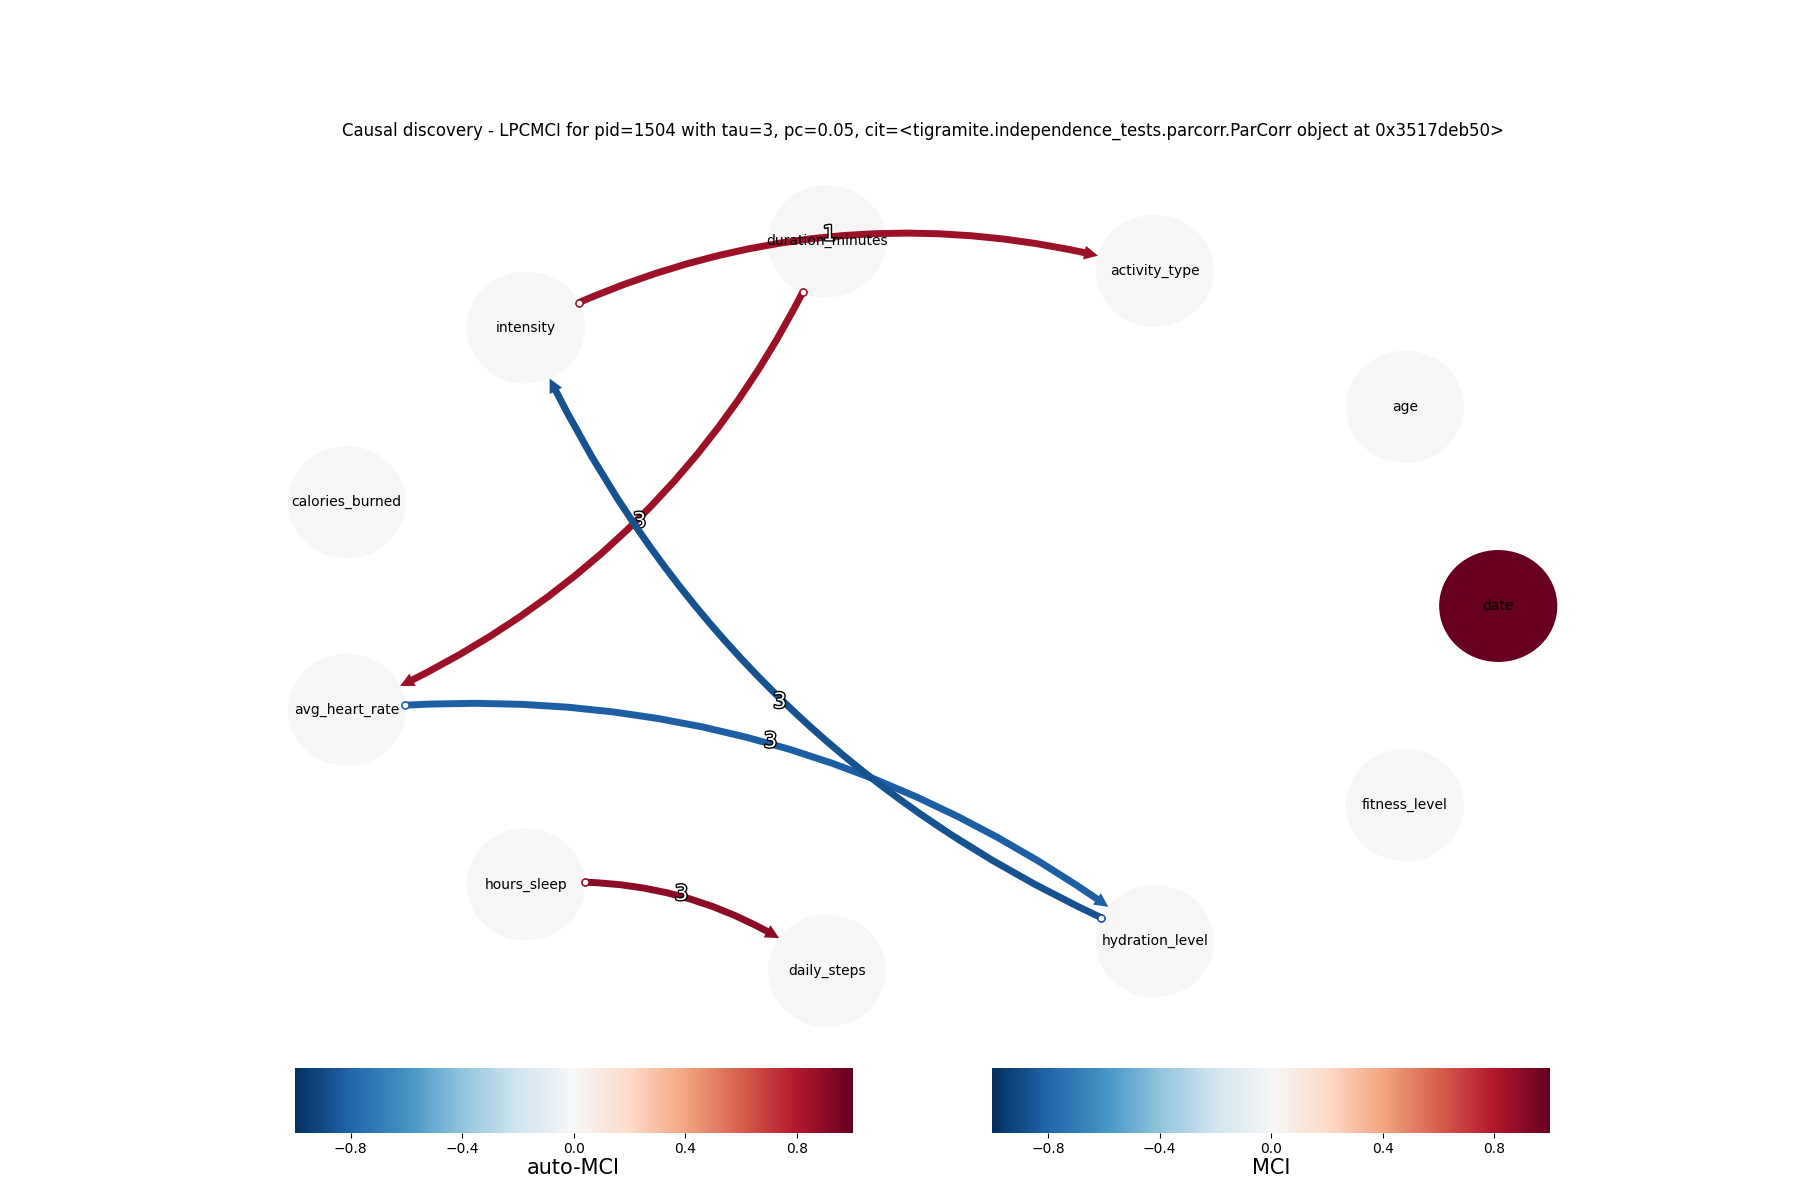 Causal discovery - LPCMCI for pid=1504 with tau=3, pc=0.05, cit=<tigramite.independence_tests.parcorr.ParCorr object at 0x3517deb50>
1
duration_minutes
activity_type
intensity
age
calories_burned
3
date
3
avg_heart_rate
3
fitness_level
hours_sleep
3
hydration_level
daily_steps
−0.8 −0.4 0.0 0.4 0.8
auto-MCI
−0.8 −0.4 0.0 0.4 0.8
MCI